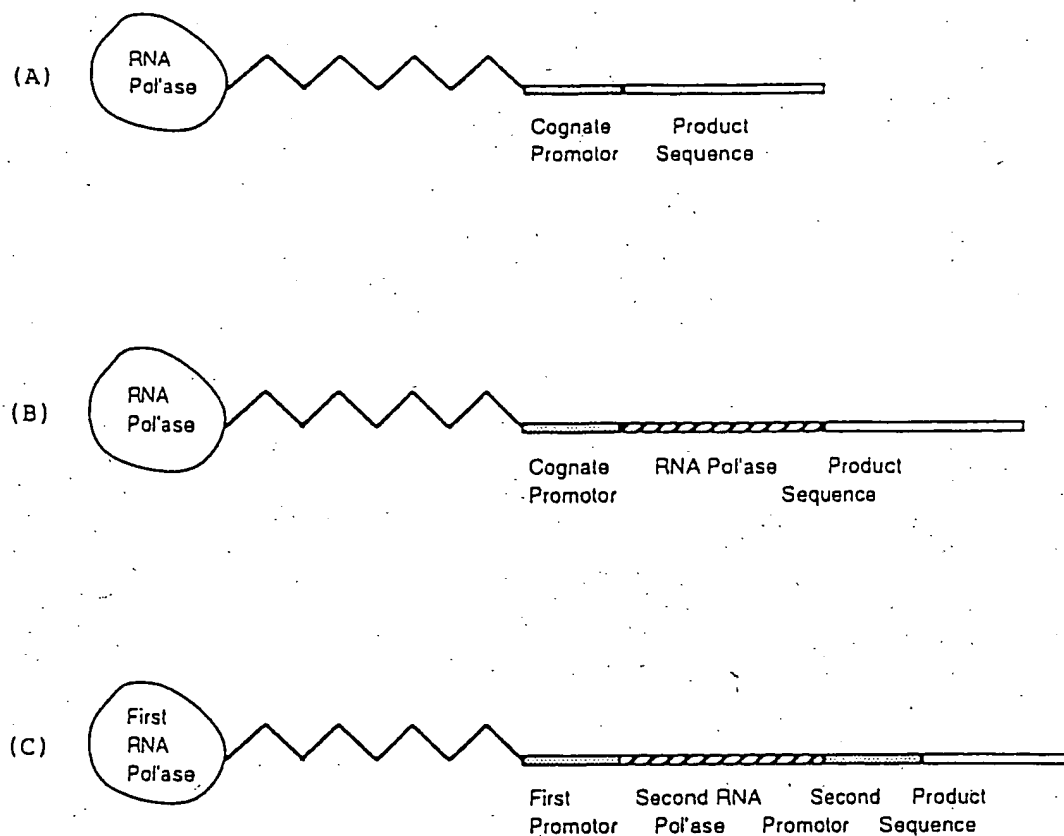 RNA
Pol'ase
(A)
Cognate Product
Promotor Sequence
RNA
Pol'ase
(B)
Cognate RNA Pol'ase Product
Promotor Sequence
First
RNA
Pol'ase
(C)
First Second RNA Second Product
Promotor Pol'ase Promotor Sequence